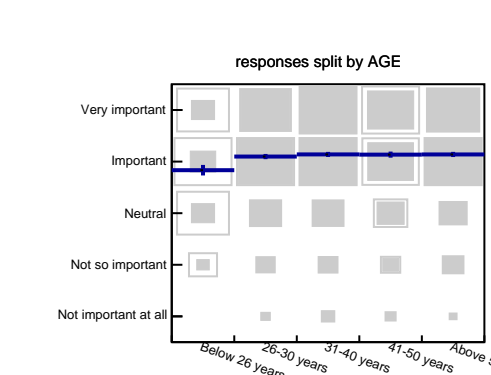 responses split by AGE
Very important
Important
Neutral
Not so important
Not important at all
Below 26 years
26-30 years
31-40 years
41-50 years
Above